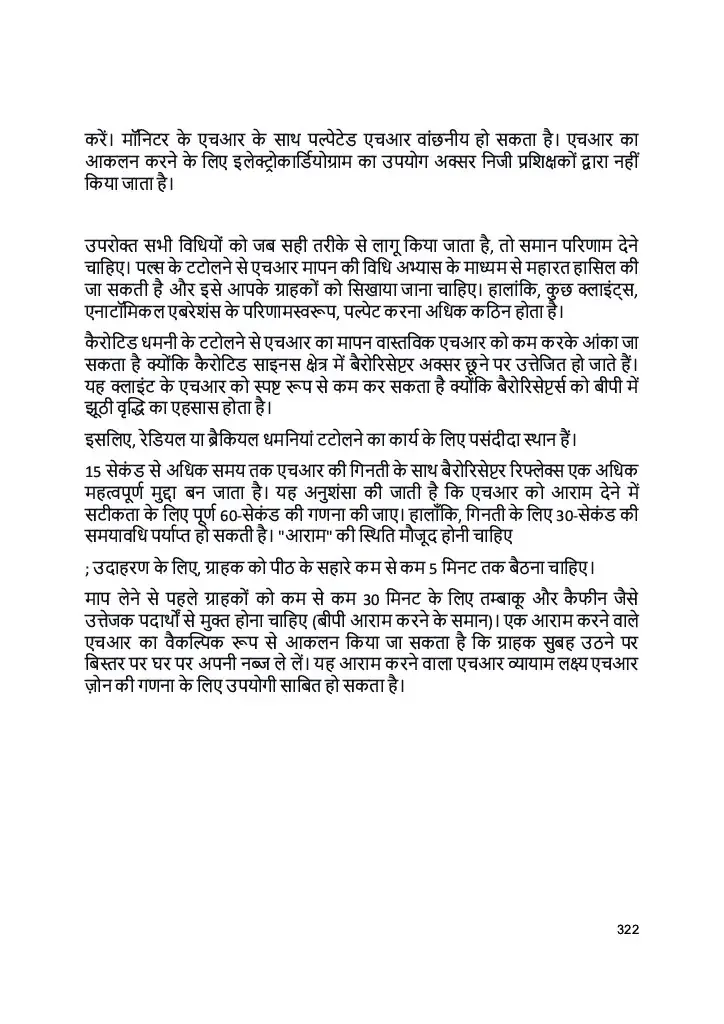 करें। मॉनिटर के एचआर के साथ पल्पेटेड एचआर वांछनीय हो सकता है। एचआर का
आकलन करने के लिए इलेक्ट्रोकार्डियोग्राम का उपयोग अक्सर निजी प्रशिक्षकों द्वारा नहीं
किया जाता है।
उपरोक्त सभी विधियों को जब सही तरीके से लागू किया जाता है, तो समान परिणाम देने
चाहिए। पल्स के टटोलने से एचआर मापन की विधि अभ्यास के माध्यम से महारत हासिल की
जा सकती है और इसे आपके ग्राहकों को सिखाया जाना चाहिए। हालांकि, कुछ क्लाइंट्स,
एनाटॉमिकल एबरेशंस के परिणामस्वरूप, पल्पेट करना अधिक कठिन होता है।
कैरोटिड धमनी के टटोलने से एचआर का मापन वास्तविक एचआर को कम करके आंका जा
सकता है क्योंकि कैरोटिड साइनस क्षेत्र में बैरोरिसेप्टर अक्सर छूने पर उत्तेजित हो जाते हैं।
यह क्लाइंट के एचआर को स्पष्ट रूप से कम कर सकता है क्योंकि बैरोरिसेप्टर्स को बीपी में
झूठी वृद्धि का एहसास होता है।
इसलिए, रेडियल या ब्रैकियल धमनियां टटोलने का कार्य के लिए पसंदीदा स्थान हैं।
15 सेकंड से अधिक समय तक एचआर की गिनती के साथ बैरोरिसेप्टर रिफ्लेक्स एक अधिक
महत्वपूर्ण मुद्दा बन जाता है। यह अनुशंसा की जाती है कि एचआर को आराम देने में
सटीकता के लिए पूर्ण 60-सेकंड की गणना की जाए। हालाँकि, गिनती के लिए 30-सेकंड की
समयावधि पर्याप्त हो सकती है। "आराम" की स्थिति मौजूद होनी चाहिए
; उदाहरण के लिए, ग्राहक को पीठ के सहारे कम से कम 5 मिनट तक बैठना चाहिए।
माप लेने से पहले ग्राहकों को कम से कम 30 मिनट के लिए तम्बाकू और कैफीन जैसे
उत्तेजक पदार्थों से मुक्त होना चाहिए (बीपी आराम करने के समान)। एक आराम करने वाले
एचआर का वैकल्पिक रूप से आकलन किया जा सकता है कि ग्राहक सुबह उठने पर
बिस्तर पर घर पर अपनी नब्ज ले लें। यह आराम करने वाला एचआर व्यायाम लक्ष्य एचआर
ज़ोन की गणना के लिए उपयोगी साबित हो सकता है।
322